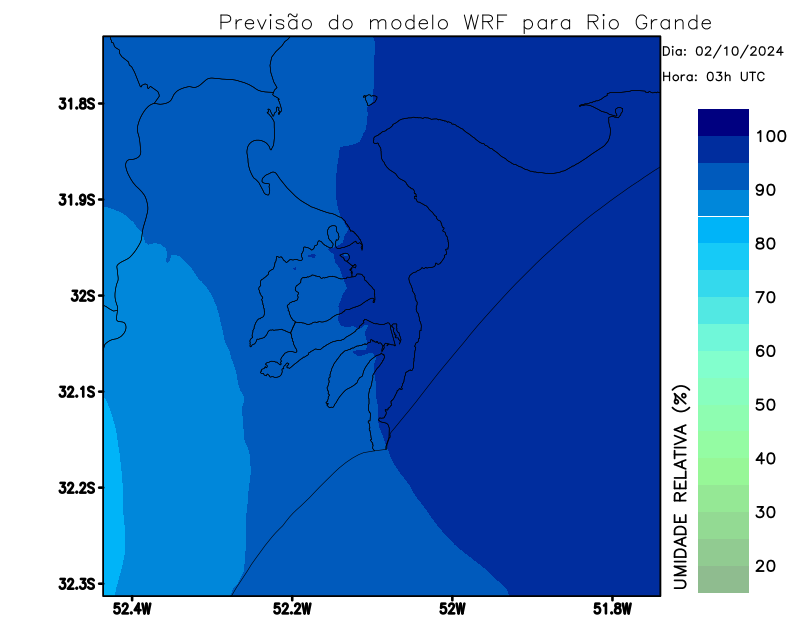 Previsão do modelo WRF para Rio Grande
Dia: 02/10/2024
Hora: 03h UTC
31.8S
31.9S
32S
32.1S
32.2S
32.3S
52.4W
52.2W
52W
51.8W
100
90
80
70
60
50
40
30
20
UMIDADE RELATIVA (%)